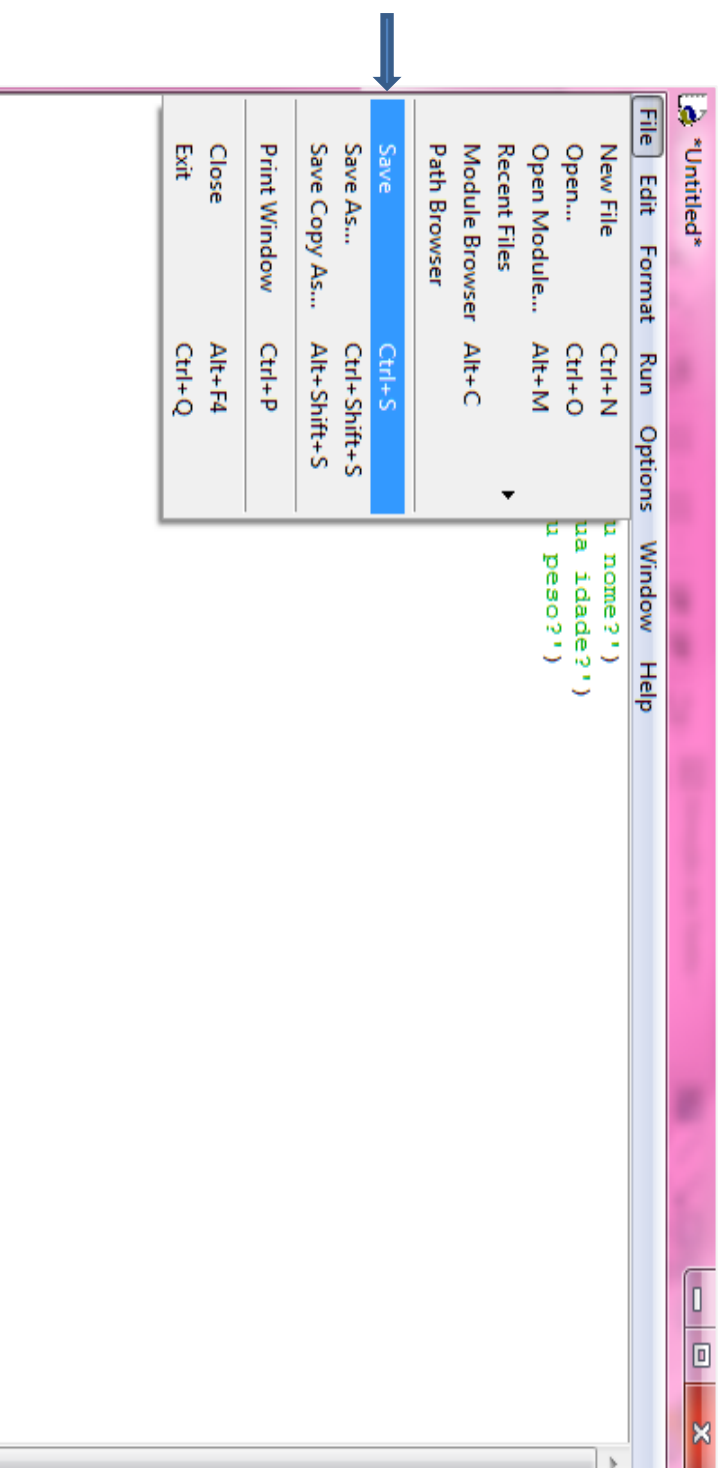 *Untitled*
File Edit Format Run Options Window Help
New File Ctrl+N
Open... Ctrl+O
Open Module... Alt+M
Recent Files
Module Browser Alt+C
Path Browser
Save Ctrl+S
Save As... Ctrl+Shift+S
Save Copy As... Alt+Shift+S
Print Window Ctrl+P
Close Alt+F4
Exit Ctrl+Q
u nome?')
ua idade?')
u peso?')